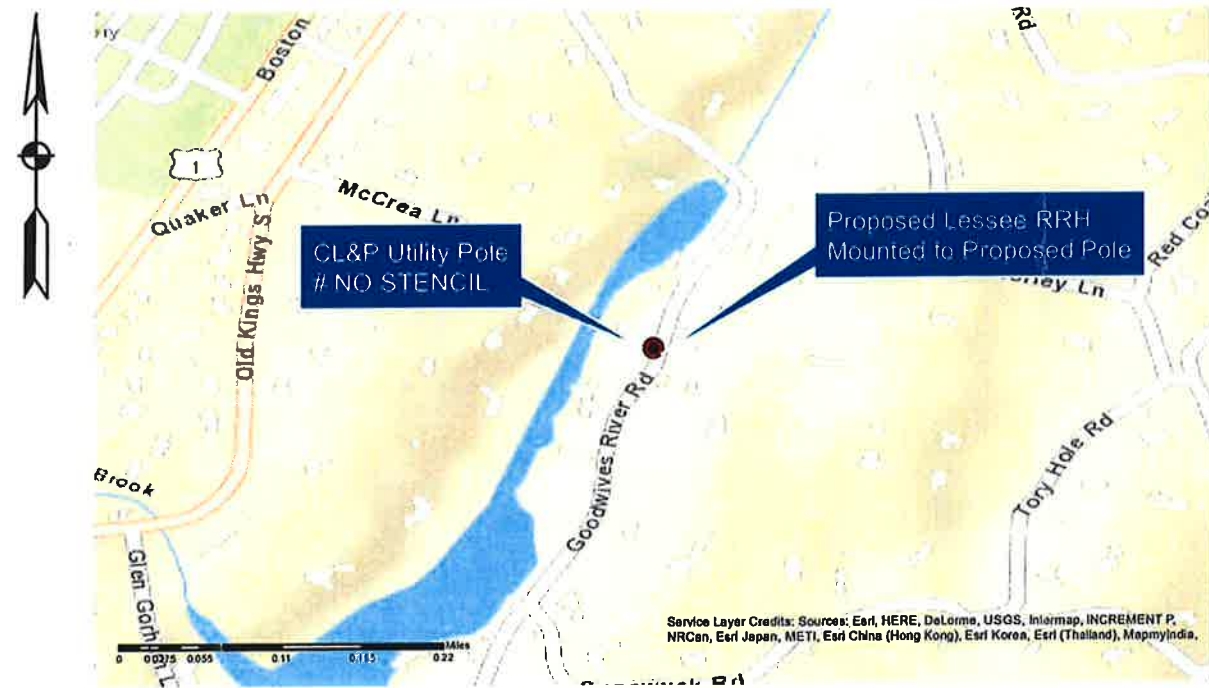 Boston
Rd
1
Quaker Ln
McCrea Ln
Old Kings Hwy S
CL&P Utility Pole
# NO STENCIL
Proposed Lessee RRH
Mounted to Proposed Pole
Red Coa
Ln
Goodwives River Rd
Tory Hole Rd
Brook
Glen Gorh
L
Service Layer Credits: Sources: Esri, HERE, DeLorme, USGS, Intermap, INCREMENT P,
NRCan, Esri Japan, METI, Esri China (Hong Kong), Esri Korea, Esri (Thailand), MapmyIndia,
Miles
0 0.0275 0.055 0.11 0.165 0.22
Rd